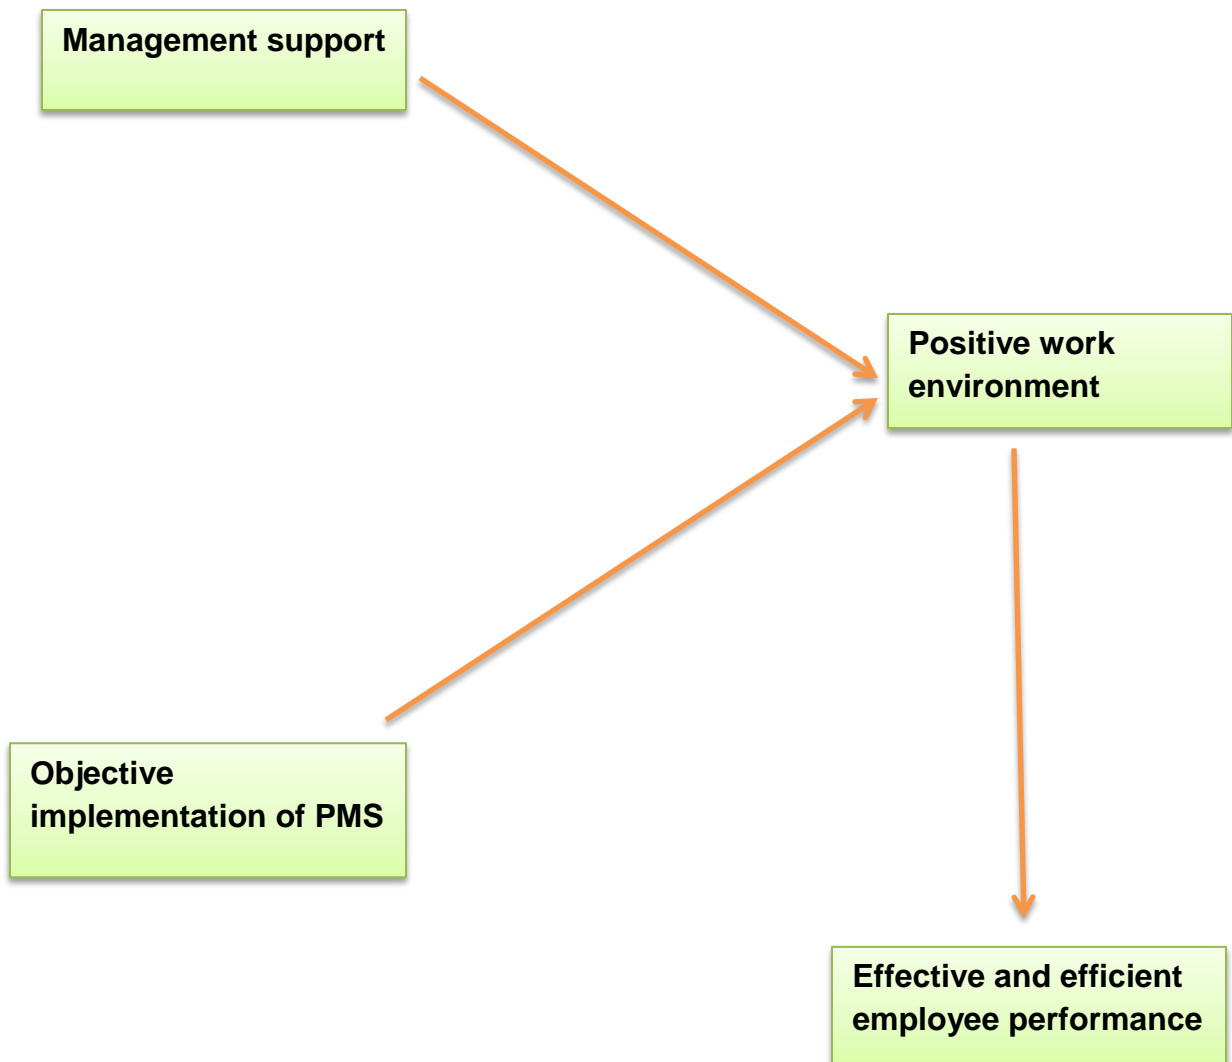 Management support
Positive work
environment
Objective
implementation of PMS
Effective and efficient
employee performance